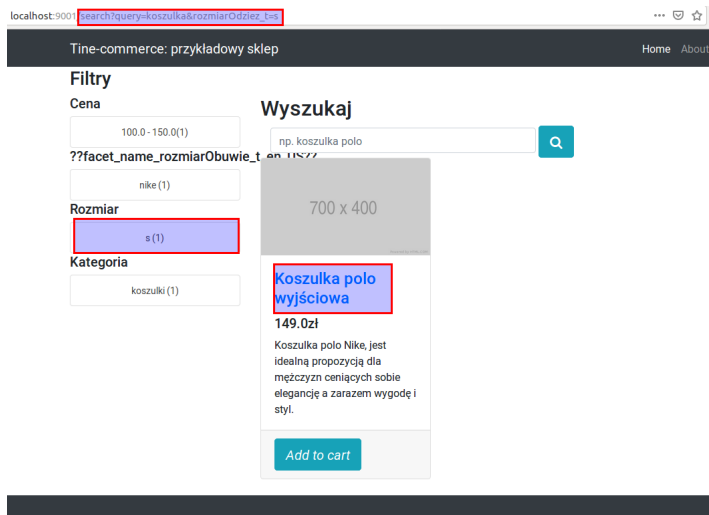 localhost:9001/search?query=koszulka&rozmiarOdziez_t=s
Tine-commerce: przykładowy sklep
Home About
Filtry
Cena
100.0 - 150.0(1)
??facet_name_rozmiarObuwie_t_en_US??
nike (1)
Rozmiar
s (1)
Kategoria
koszulki (1)
Wyszukaj
np. koszulka polo
700 x 400
Koszulka polo
wyjściowa
149.0zł
Koszulka polo Nike, jest
idealną propozycją dla
mężczyzn ceniących sobie
elegancję a zarazem wygodę i
styl.
Add to cart